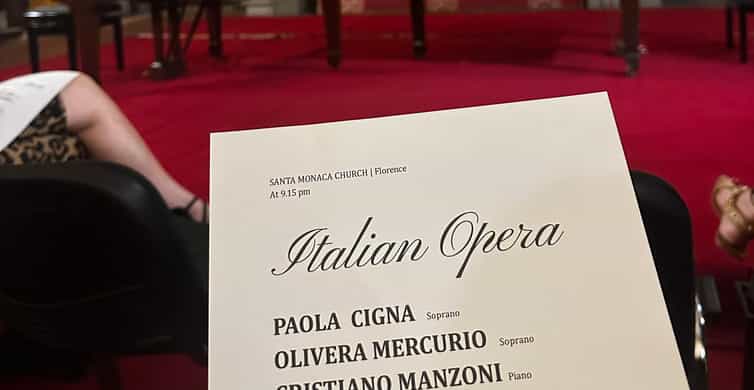 SANTA MONACA CHURCH | Florence
At 9.15 pm
Italian Opera
PAOLA CIGNA Soprano
OLIVERA MERCURIO Soprano
CRISTIANO MANZONI Piano